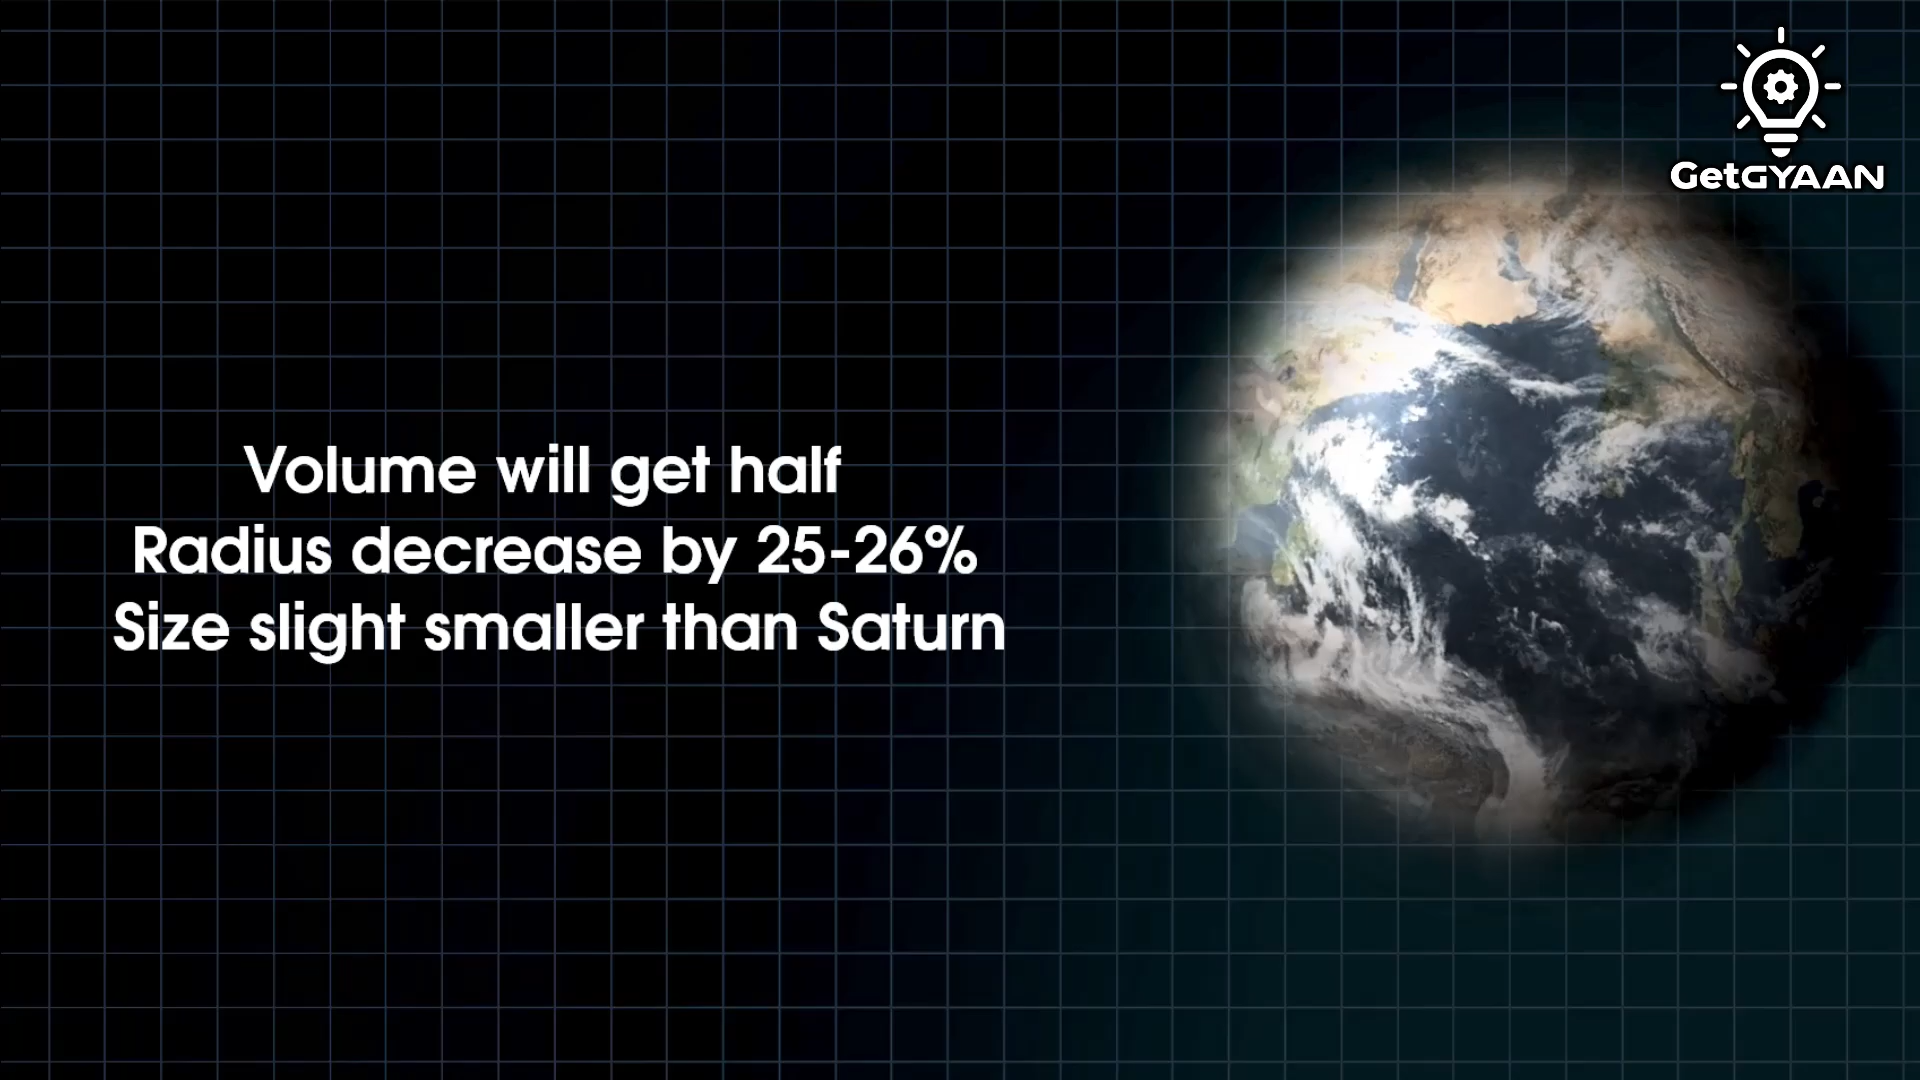 GetGYAAN
Volume will get half
Radius decrease by 25-26%
Size slight smaller than Saturn